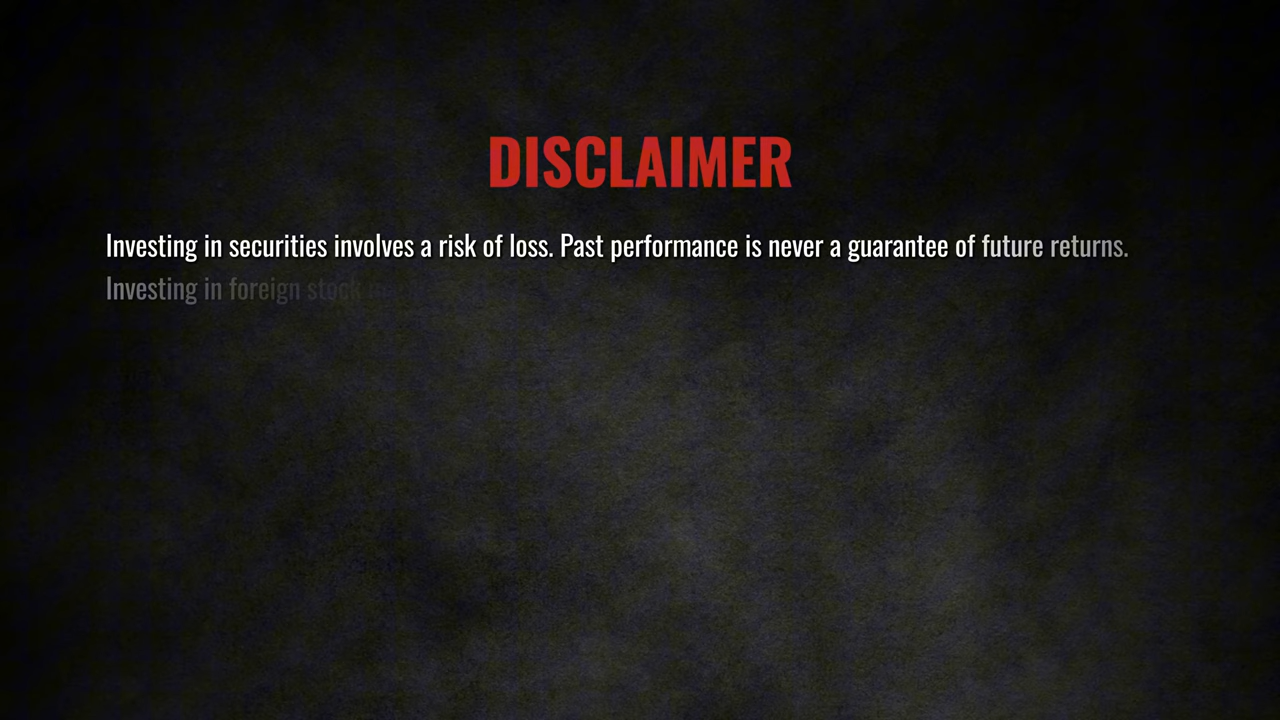 DISCLAIMER
Investing in securities involves a risk of loss. Past performance is never a guarantee of future returns.
Investing in foreign stock